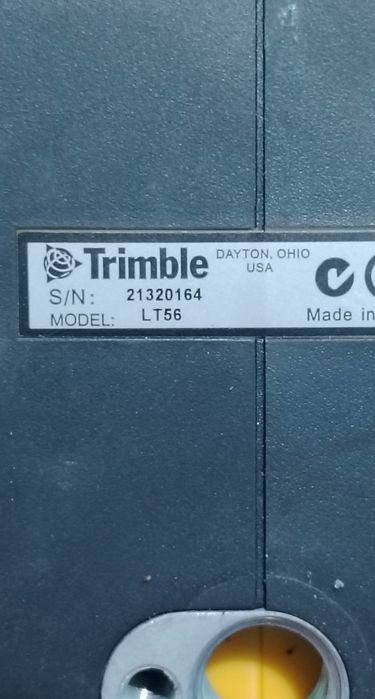 Trimble DAYTON, OHIO
USA
S/N: 21320164
MODEL: LT56
Made in